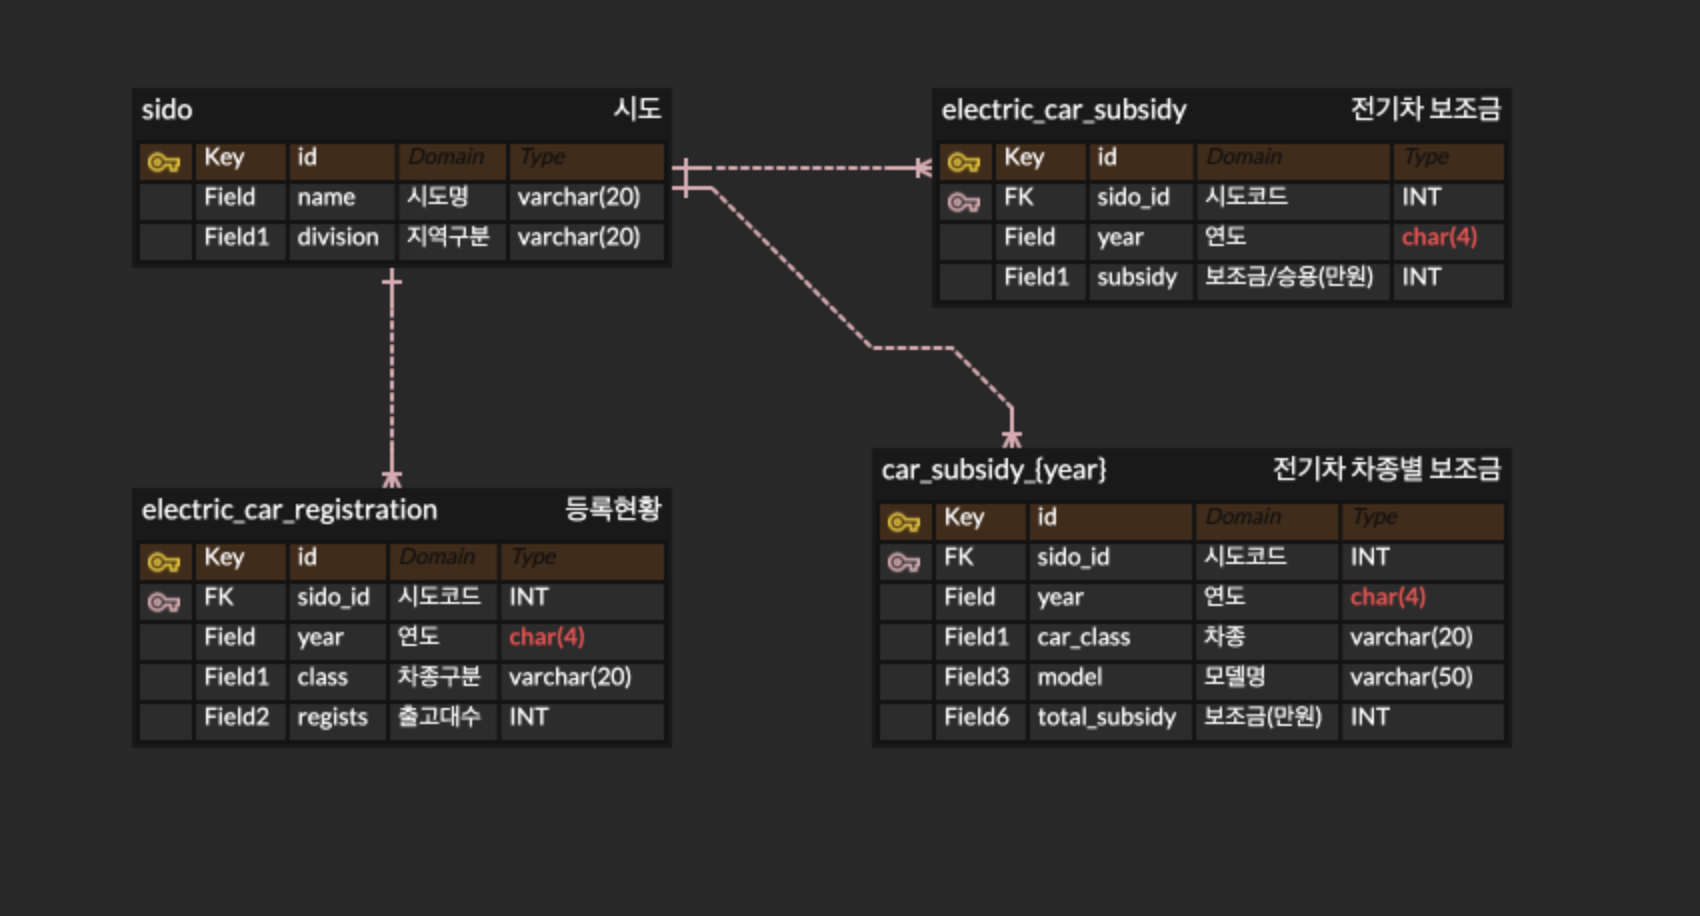 sido 시도
Key id Domain Type
Field name 시도명 varchar(20)
Field1 division 지역구분 varchar(20)
electric_car_subsidy 전기차 보조금
Key id Domain Type
FK sido_id 시도코드 INT
Field year 연도 char(4)
Field1 subsidy 보조금/승용(만원) INT
electric_car_registration 등록현황
Key id Domain Type
FK sido_id 시도코드 INT
Field year 연도 char(4)
Field1 class 차종구분 varchar(20)
Field2 regists 출고대수 INT
car_subsidy_{year} 전기차 차종별 보조금
Key id Domain Type
FK sido_id 시도코드 INT
Field year 연도 char(4)
Field1 car_class 차종 varchar(20)
Field3 model 모델명 varchar(50)
Field6 total_subsidy 보조금(만원) INT